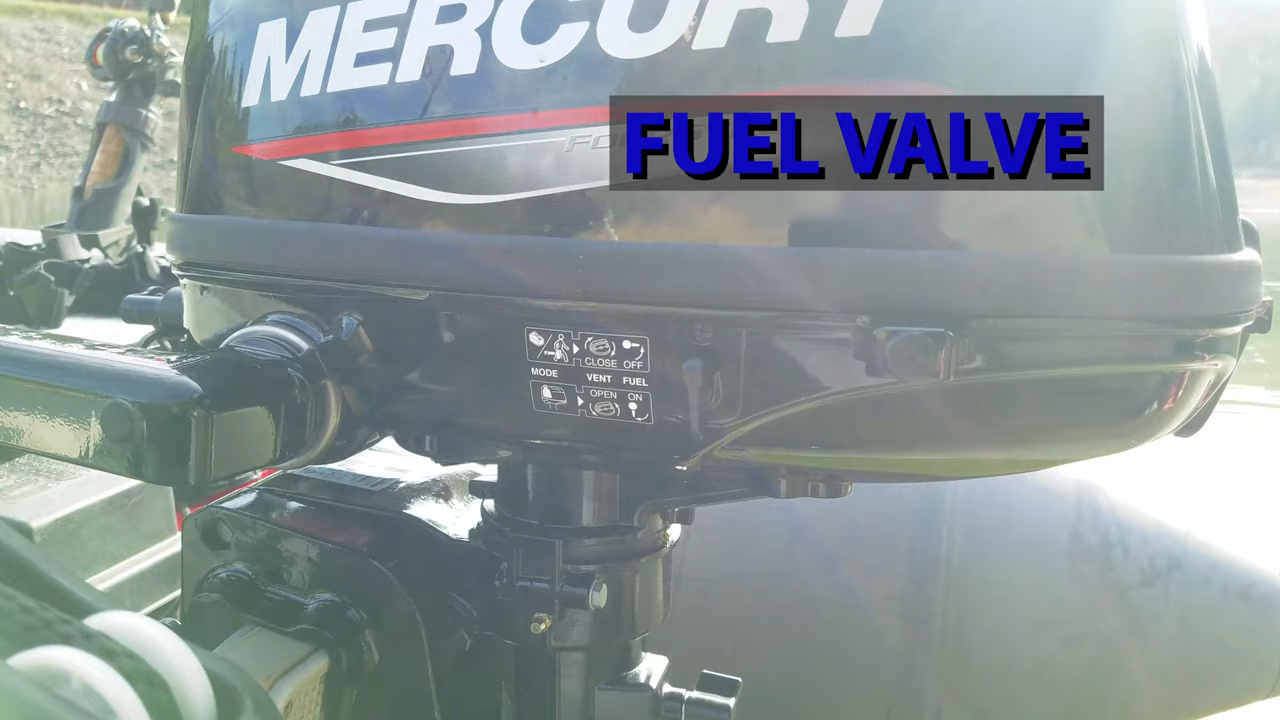 MERCURY
FUEL VALVE
CLOSE OFF
MODE VENT FUEL
OPEN ON